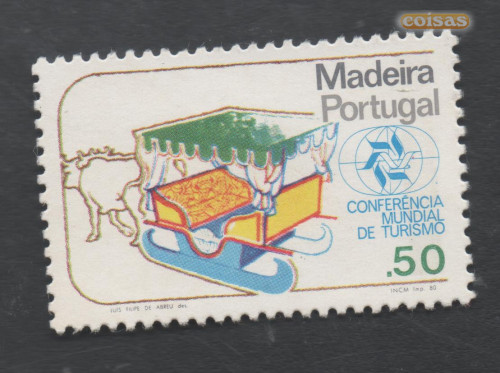 coisas
Madeira
Portugal
CONFERÊNCIA
MUNDIAL
DE TURISMO
.50
LUIS FILIPE DE ABREU des.
INCM Imp. 80